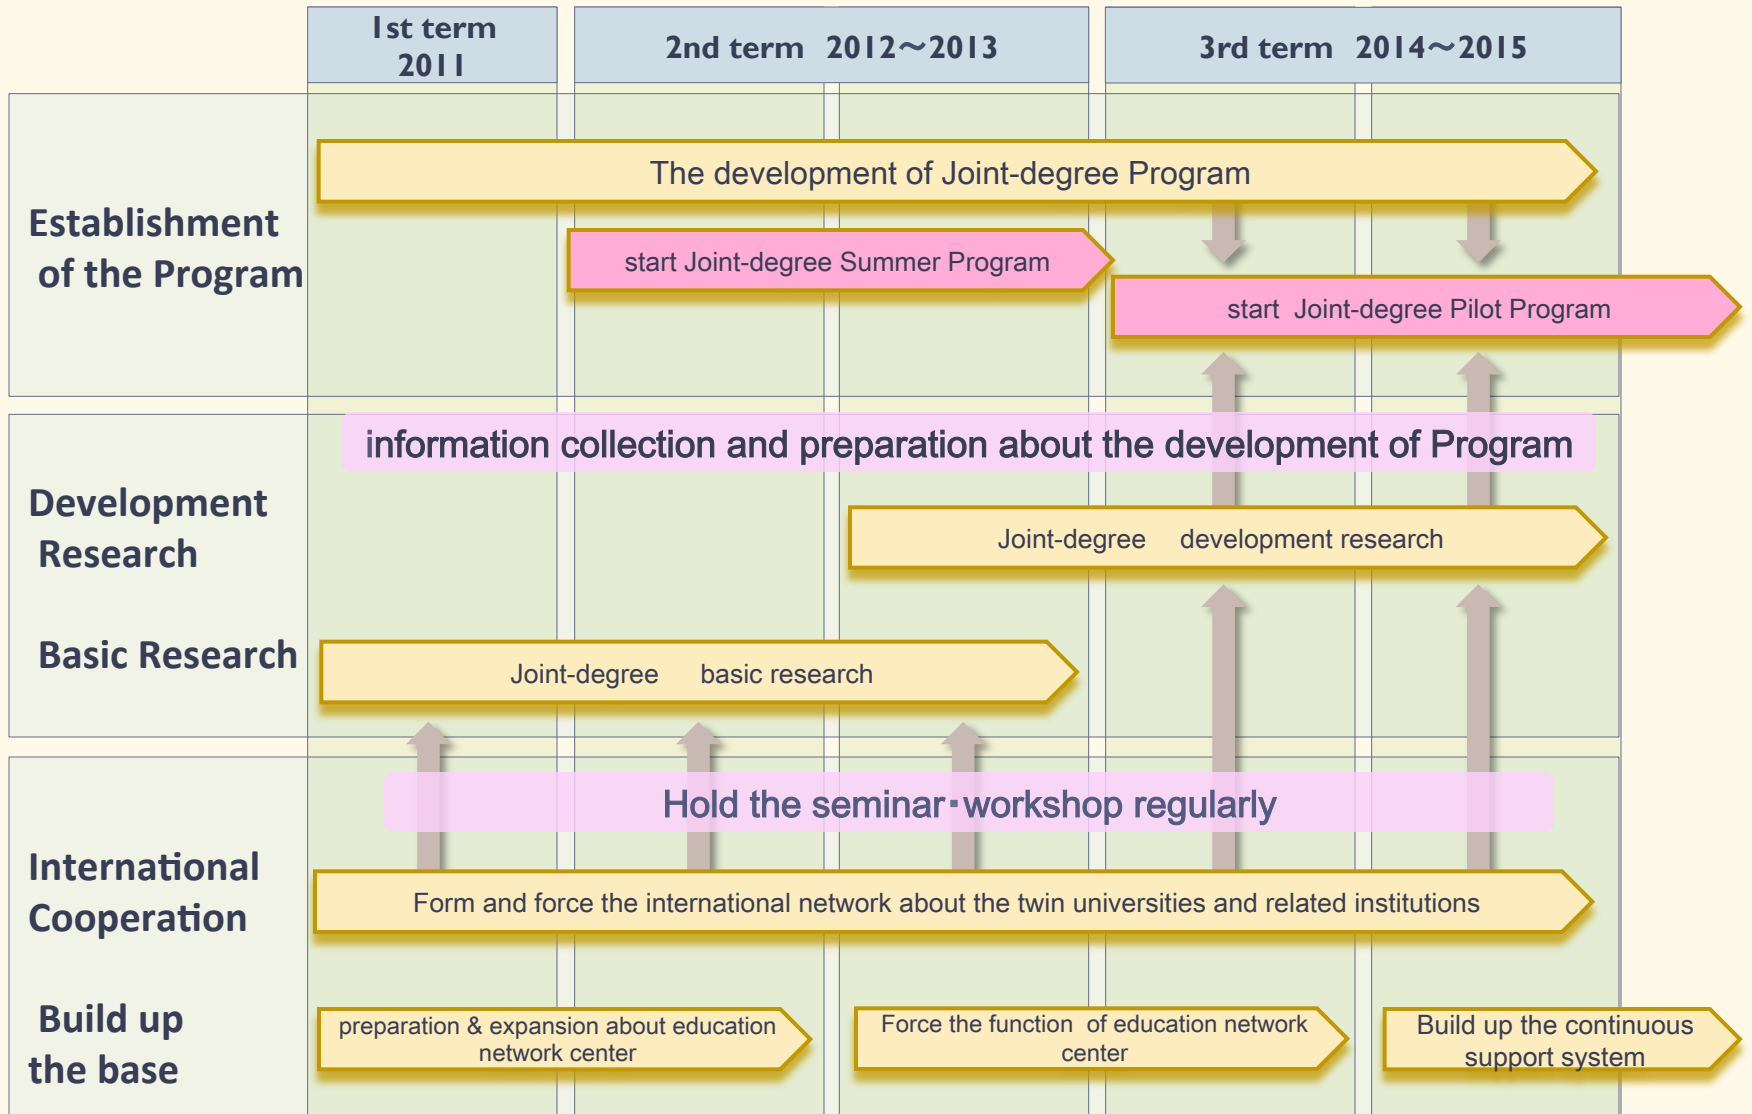 1st term
2011
2nd term 2012～2013
3rd term 2014～2015
Establishment
of the Program
The development of Joint-degree Program
start Joint-degree Summer Program
start Joint-degree Pilot Program
information collection and preparation about the development of Program
Development
Research
Joint-degree development research
Basic Research
Joint-degree basic research
Hold the seminar・workshop regularly
International
Cooperation
Form and force the international network about the twin universities and related institutions
Build up
the base
preparation & expansion about education
network center
Force the function of education network
center
Build up the continuous
support system